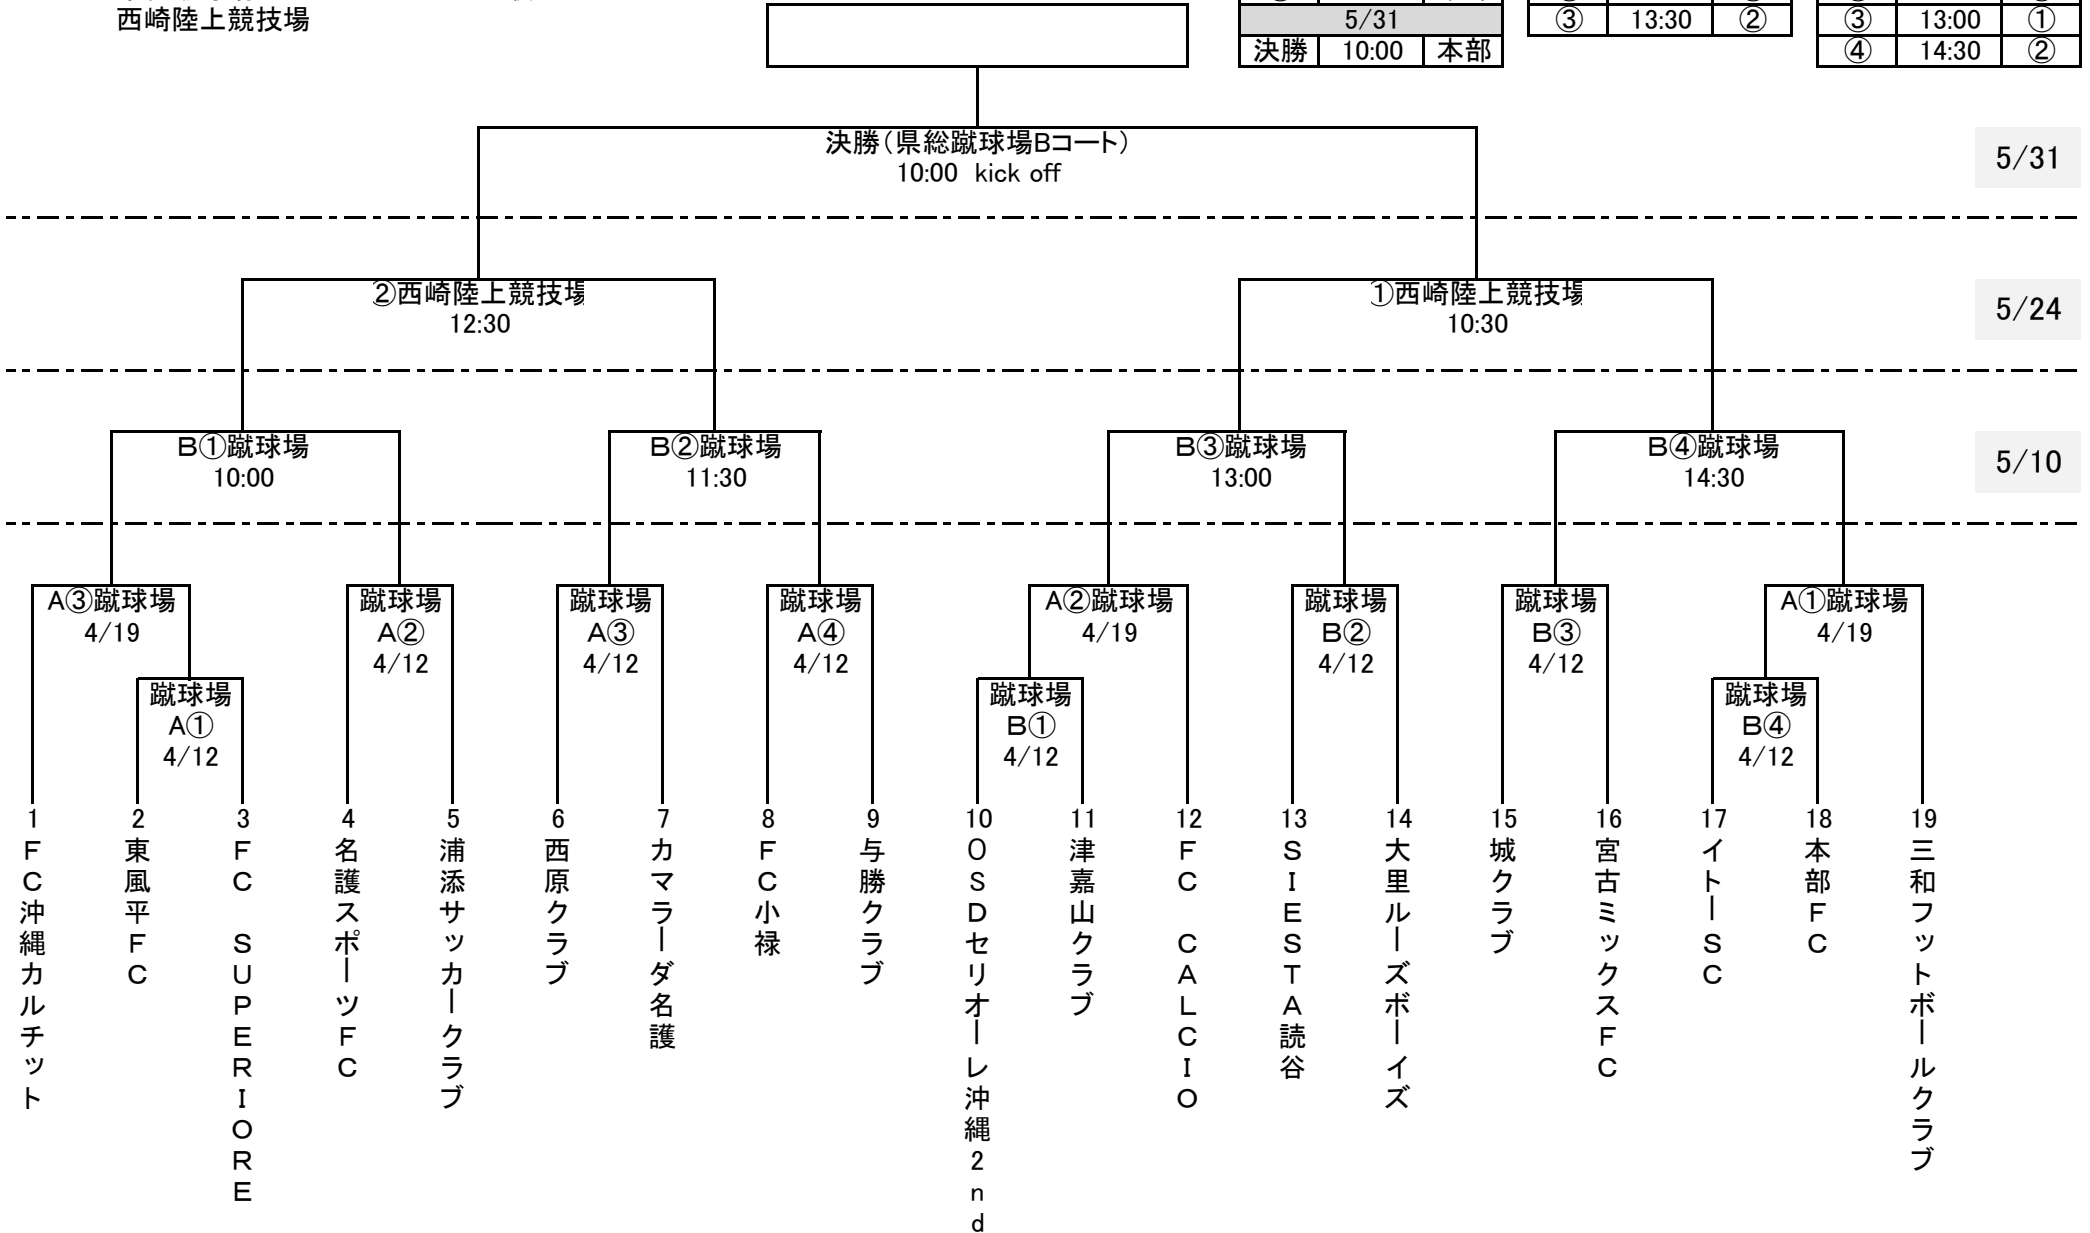 西崎陸上競技場
5/31
決勝 10:00 本部
③ 13:30 ②
③ 13:00 ①
④ 14:30 ②
決勝(県総蹴球場Bコート)
10:00 kick off
5/31
②西崎陸上競技場
12:30
①西崎陸上競技場
10:30
5/24
B①蹴球場
10:00
B②蹴球場
11:30
B③蹴球場
13:00
B④蹴球場
14:30
5/10
A③蹴球場
4/19
蹴球場
A②
4/12
蹴球場
A③
4/12
蹴球場
A④
4/12
A②蹴球場
4/19
蹴球場
B②
4/12
蹴球場
B③
4/12
A①蹴球場
4/19
蹴球場
A①
4/12
蹴球場
B①
4/12
蹴球場
B④
4/12
1 FC沖縄カルチット
2 東風平FC
3 FC SUPERIORE
4 名護スポーツFC
5 浦添サッカークラブ
6 西原クラブ
7 カマラーダ名護
8 FC小禄
9 与勝クラブ
10 OSDセリオーレ沖縄2nd
11 津嘉山クラブ
12 FC CALCIO
13 SIESTA読谷
14 大里ルーズボーイズ
15 城クラブ
16 宮古ミックスFC
17 イトーSC
18 本部FC
19 三和フットボールクラブ